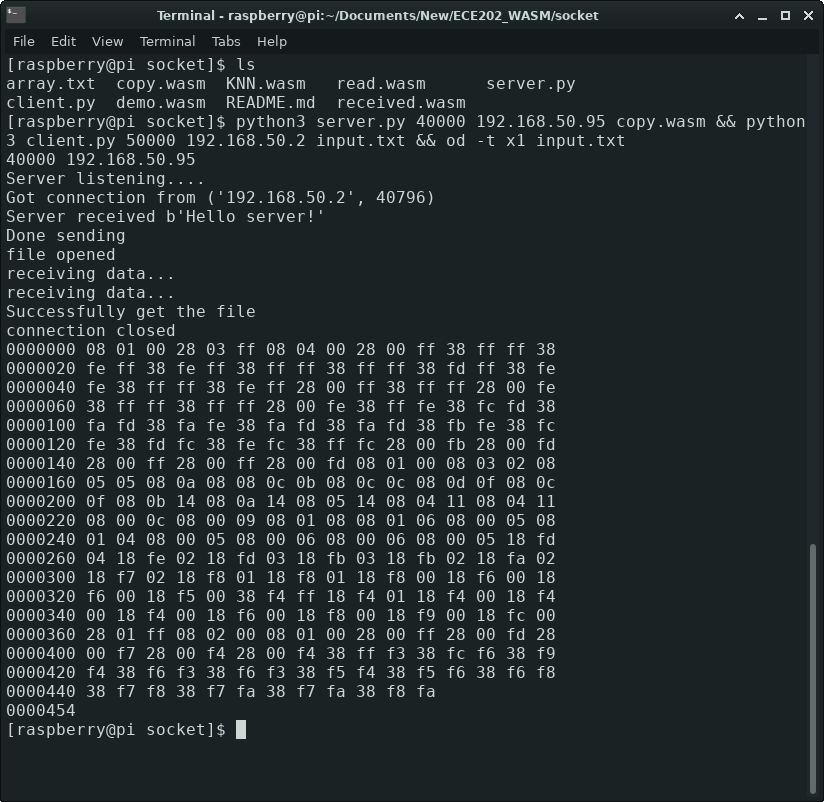 Terminal - raspberry@pi:~/Documents/New/ECE202_WASM/socket
File Edit View Terminal Tabs Help
[raspberry@pi socket]$ ls
array.txt  copy.wasm  KNN.wasm   read.wasm      server.py
client.py  demo.wasm  README.md  received.wasm
[raspberry@pi socket]$ python3 server.py 40000 192.168.50.95 copy.wasm && python
3 client.py 50000 192.168.50.2 input.txt && od -t x1 input.txt
40000 192.168.50.95
Server listening....
Got connection from ('192.168.50.2', 40796)
Server received b'Hello server!'
Done sending
file opened
receiving data...
receiving data...
Successfully get the file
connection closed
0000000 08 01 00 28 03 ff 08 04 00 28 00 ff 38 ff ff 38
0000020 fe ff 38 fe ff 38 ff ff 38 ff ff 38 fd ff 38 fe
0000040 fe 38 ff ff 38 fe ff 28 00 ff 38 ff ff 28 00 fe
0000060 38 ff ff 38 ff ff 28 00 fe 38 ff fe 38 fc fd 38
0000100 fa fd 38 fa fe 38 fa fd 38 fa fd 38 fb fe 38 fc
0000120 fe 38 fd fc 38 fe fc 38 ff fc 28 00 fb 28 00 fd
0000140 28 00 ff 28 00 ff 28 00 fd 08 01 00 08 03 02 08
0000160 05 05 08 0a 08 08 0c 0b 08 0c 0c 08 0d 0f 08 0c
0000200 0f 08 0b 14 08 0a 14 08 05 14 08 04 11 08 04 11
0000220 08 00 0c 08 00 09 08 01 08 08 01 06 08 00 05 08
0000240 01 04 08 00 05 08 00 06 08 00 06 08 00 05 18 fd
0000260 04 18 fe 02 18 fd 03 18 fb 03 18 fb 02 18 fa 02
0000300 18 f7 02 18 f8 01 18 f8 01 18 f8 00 18 f6 00 18
0000320 f6 00 18 f5 00 38 f4 ff 18 f4 01 18 f4 00 18 f4
0000340 00 18 f4 00 18 f6 00 18 f8 00 18 f9 00 18 fc 00
0000360 28 01 ff 08 02 00 08 01 00 28 00 ff 28 00 fd 28
0000400 00 f7 28 00 f4 28 00 f4 38 ff f3 38 fc f6 38 f9
0000420 f4 38 f6 f3 38 f6 f3 38 f5 f4 38 f5 f6 38 f6 f8
0000440 38 f7 f8 38 f7 fa 38 f7 fa 38 f8 fa
0000454
[raspberry@pi socket]$